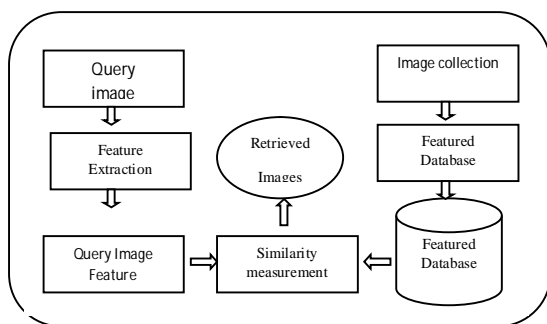 Query
image
Image collection
Feature
Extraction
Retrieved
Images
Featured
Database
Query Image
Feature
Similarity
measurement
Featured
Database